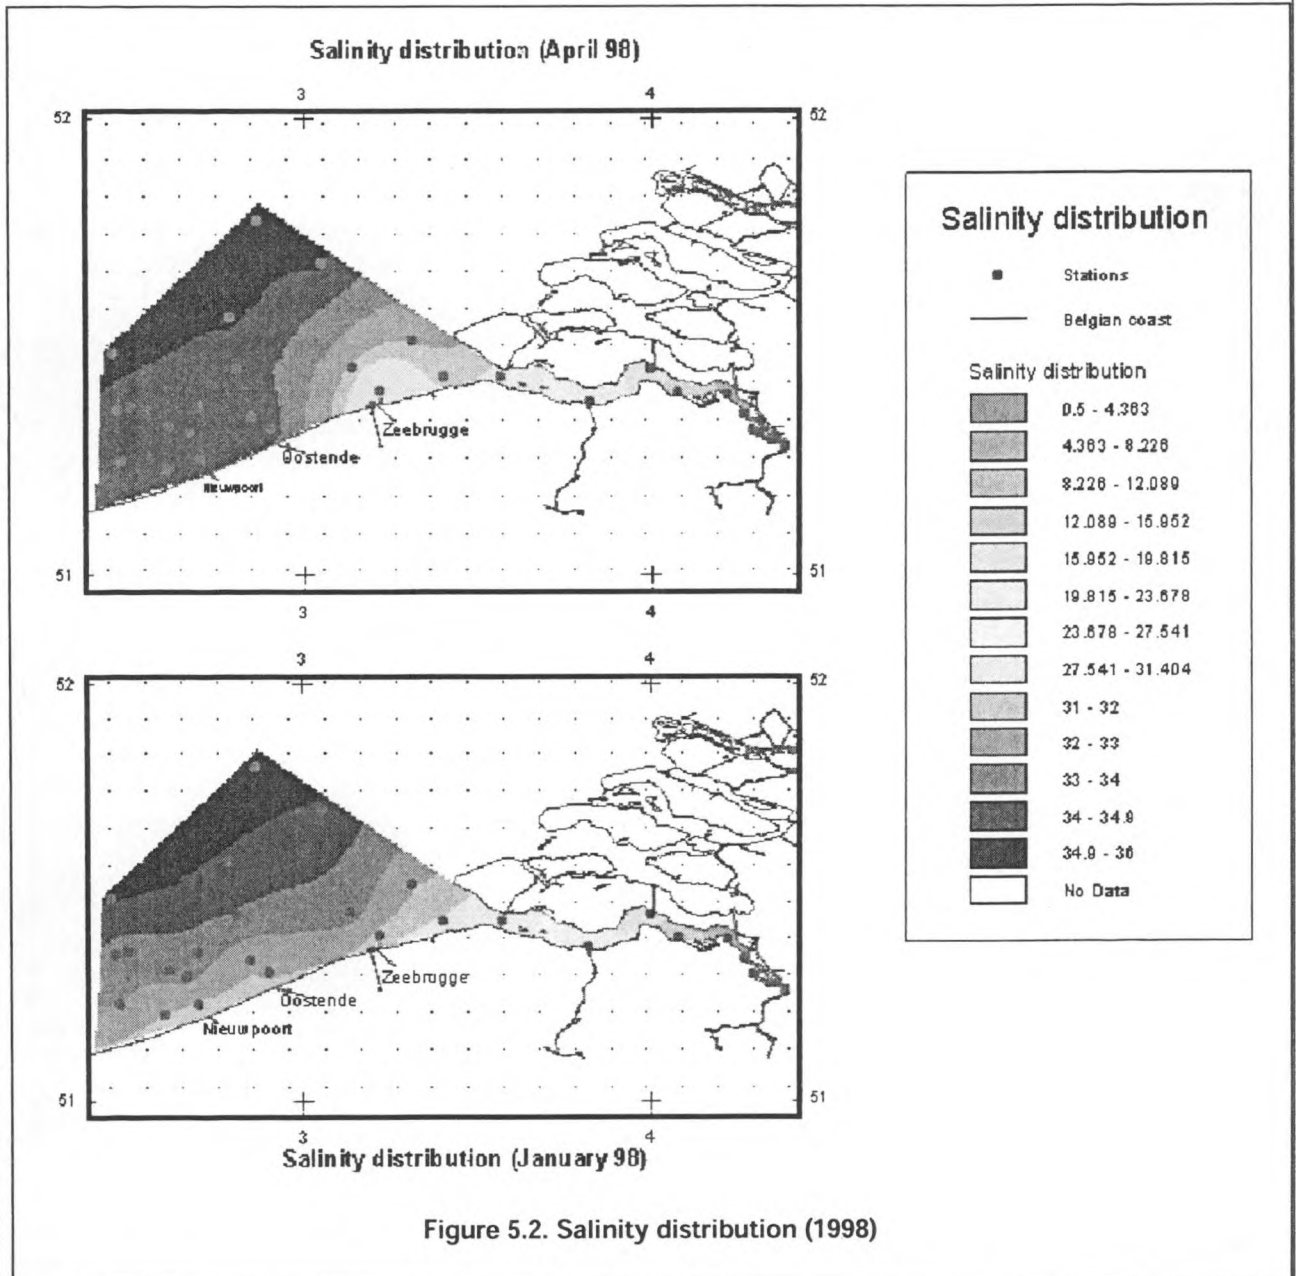 Salinity distribution (April 98)
3 4
52 52
Zeebrugge
Oostende
Nieuwpoort
51 51
3 4
3 4
52 52
Zeebrugge
Oostende
Nieuwpoort
51 51
3 4
Salinity distribution (January 98)
Salinity distribution
Stations
Belgian coast
Salinity distribution
0.5 - 4.363
4.363 - 8.226
8.226 - 12.089
12.089 - 15.952
15.952 - 19.815
19.815 - 23.678
23.678 - 27.541
27.541 - 31.404
31 - 32
32 - 33
33 - 34
34 - 34.9
34.9 - 36
No Data
Figure 5.2. Salinity distribution (1998)